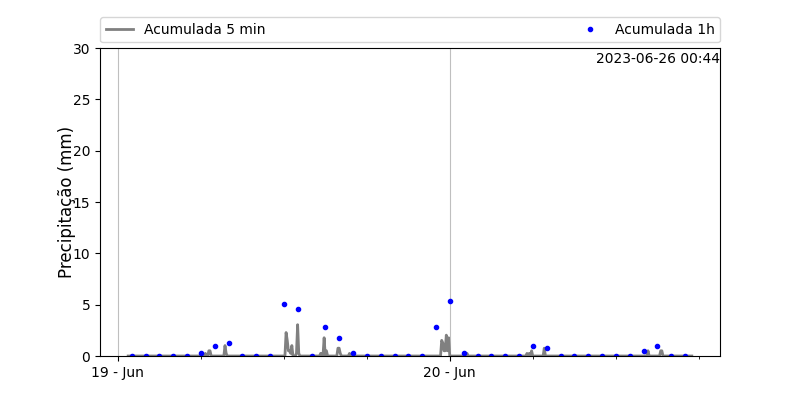 Acumulada 5 min
Acumulada 1h
2023-06-26 00:44
Precipitação (mm)
30
25
20
15
10
5
0
19 - Jun
20 - Jun